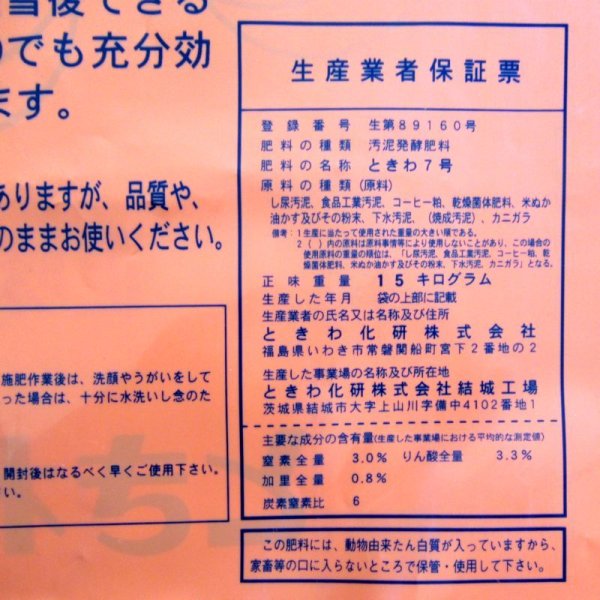 後できる
のでも充分効
ます。
ありますが、品質や、
のままお使いください。
施肥作業後は、洗顔やうがいをして
った場合は、十分に水洗いし念のた
開封後はなるべく早くご使用下さい。
い。
生産業者保証票
登録番号 生第89160号
肥料の種類 汚泥発酵肥料
肥料の名称 ときわ7号
原料の種類(原料)
し尿汚泥、食品工業汚泥、コーヒー粕、乾燥菌体肥料、米ぬか
油かす及びその粉末、下水汚泥、(焼成汚泥)、カニガラ
備考:1生産に当たって使用された重量の大きい順である。
2( )内の原料は原料事情等により使用しないことがあり、この場合の
使用原料の重量の順位は、「し尿汚泥、食品工業汚泥、コーヒー粕、乾
燥菌体肥料、米ぬか油かす及びその粉末、下水汚泥、カニガラ」となる。
正味重量 15キログラム
生産した年月 袋の上部に記載
生産業者の氏名又は名称及び住所
ときわ化研株式会社
福島県いわき市常磐関船町宮下2番地の2
生産した事業場の名称及び所在地
ときわ化研株式会社結城工場
茨城県結城市大字上山川字備中4102番地1
主要な成分の含有量(生産した事業場における平均的な測定値)
窒素全量 3.0% りん酸全量 3.3%
加里全量 0.8%
炭素窒素比 6
この肥料には、動物由来たん白質が入っていますから、
家畜等の口に入らないところで保管・使用して下さい。